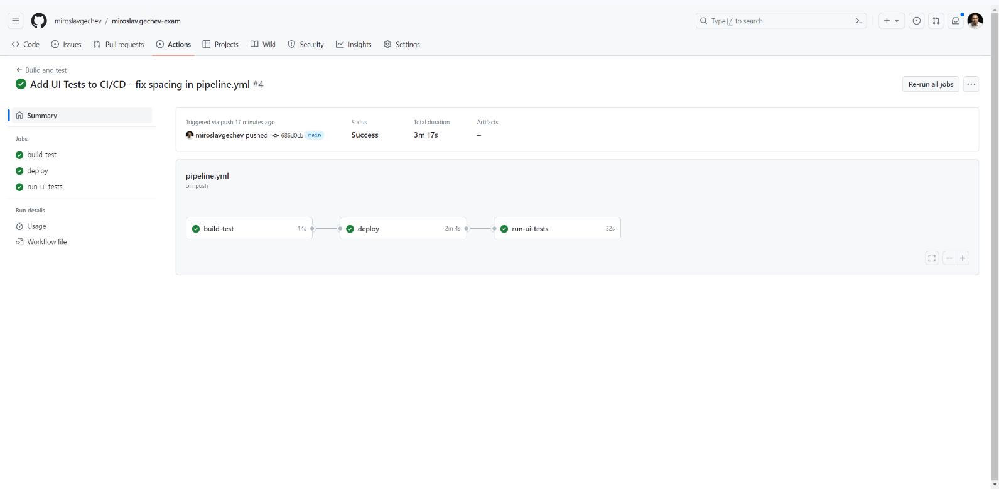 miroslavgechev / miroslav.gechev-exam
Type / to search
Code Issues Pull requests Actions Projects Wiki Security Insights Settings
← Build and test
Add UI Tests to CI/CD - fix spacing in pipeline.yml #4
Re-run all jobs
Summary
Jobs
build-test
deploy
run-ui-tests
Run details
Usage
Workflow file
Triggered via push 17 minutes ago
miroslavgechev pushed 686d0cb main
Status
Success
Total duration
3m 17s
Artifacts
–
pipeline.yml
on: push
build-test 14s
deploy 2m 4s
run-ui-tests 32s